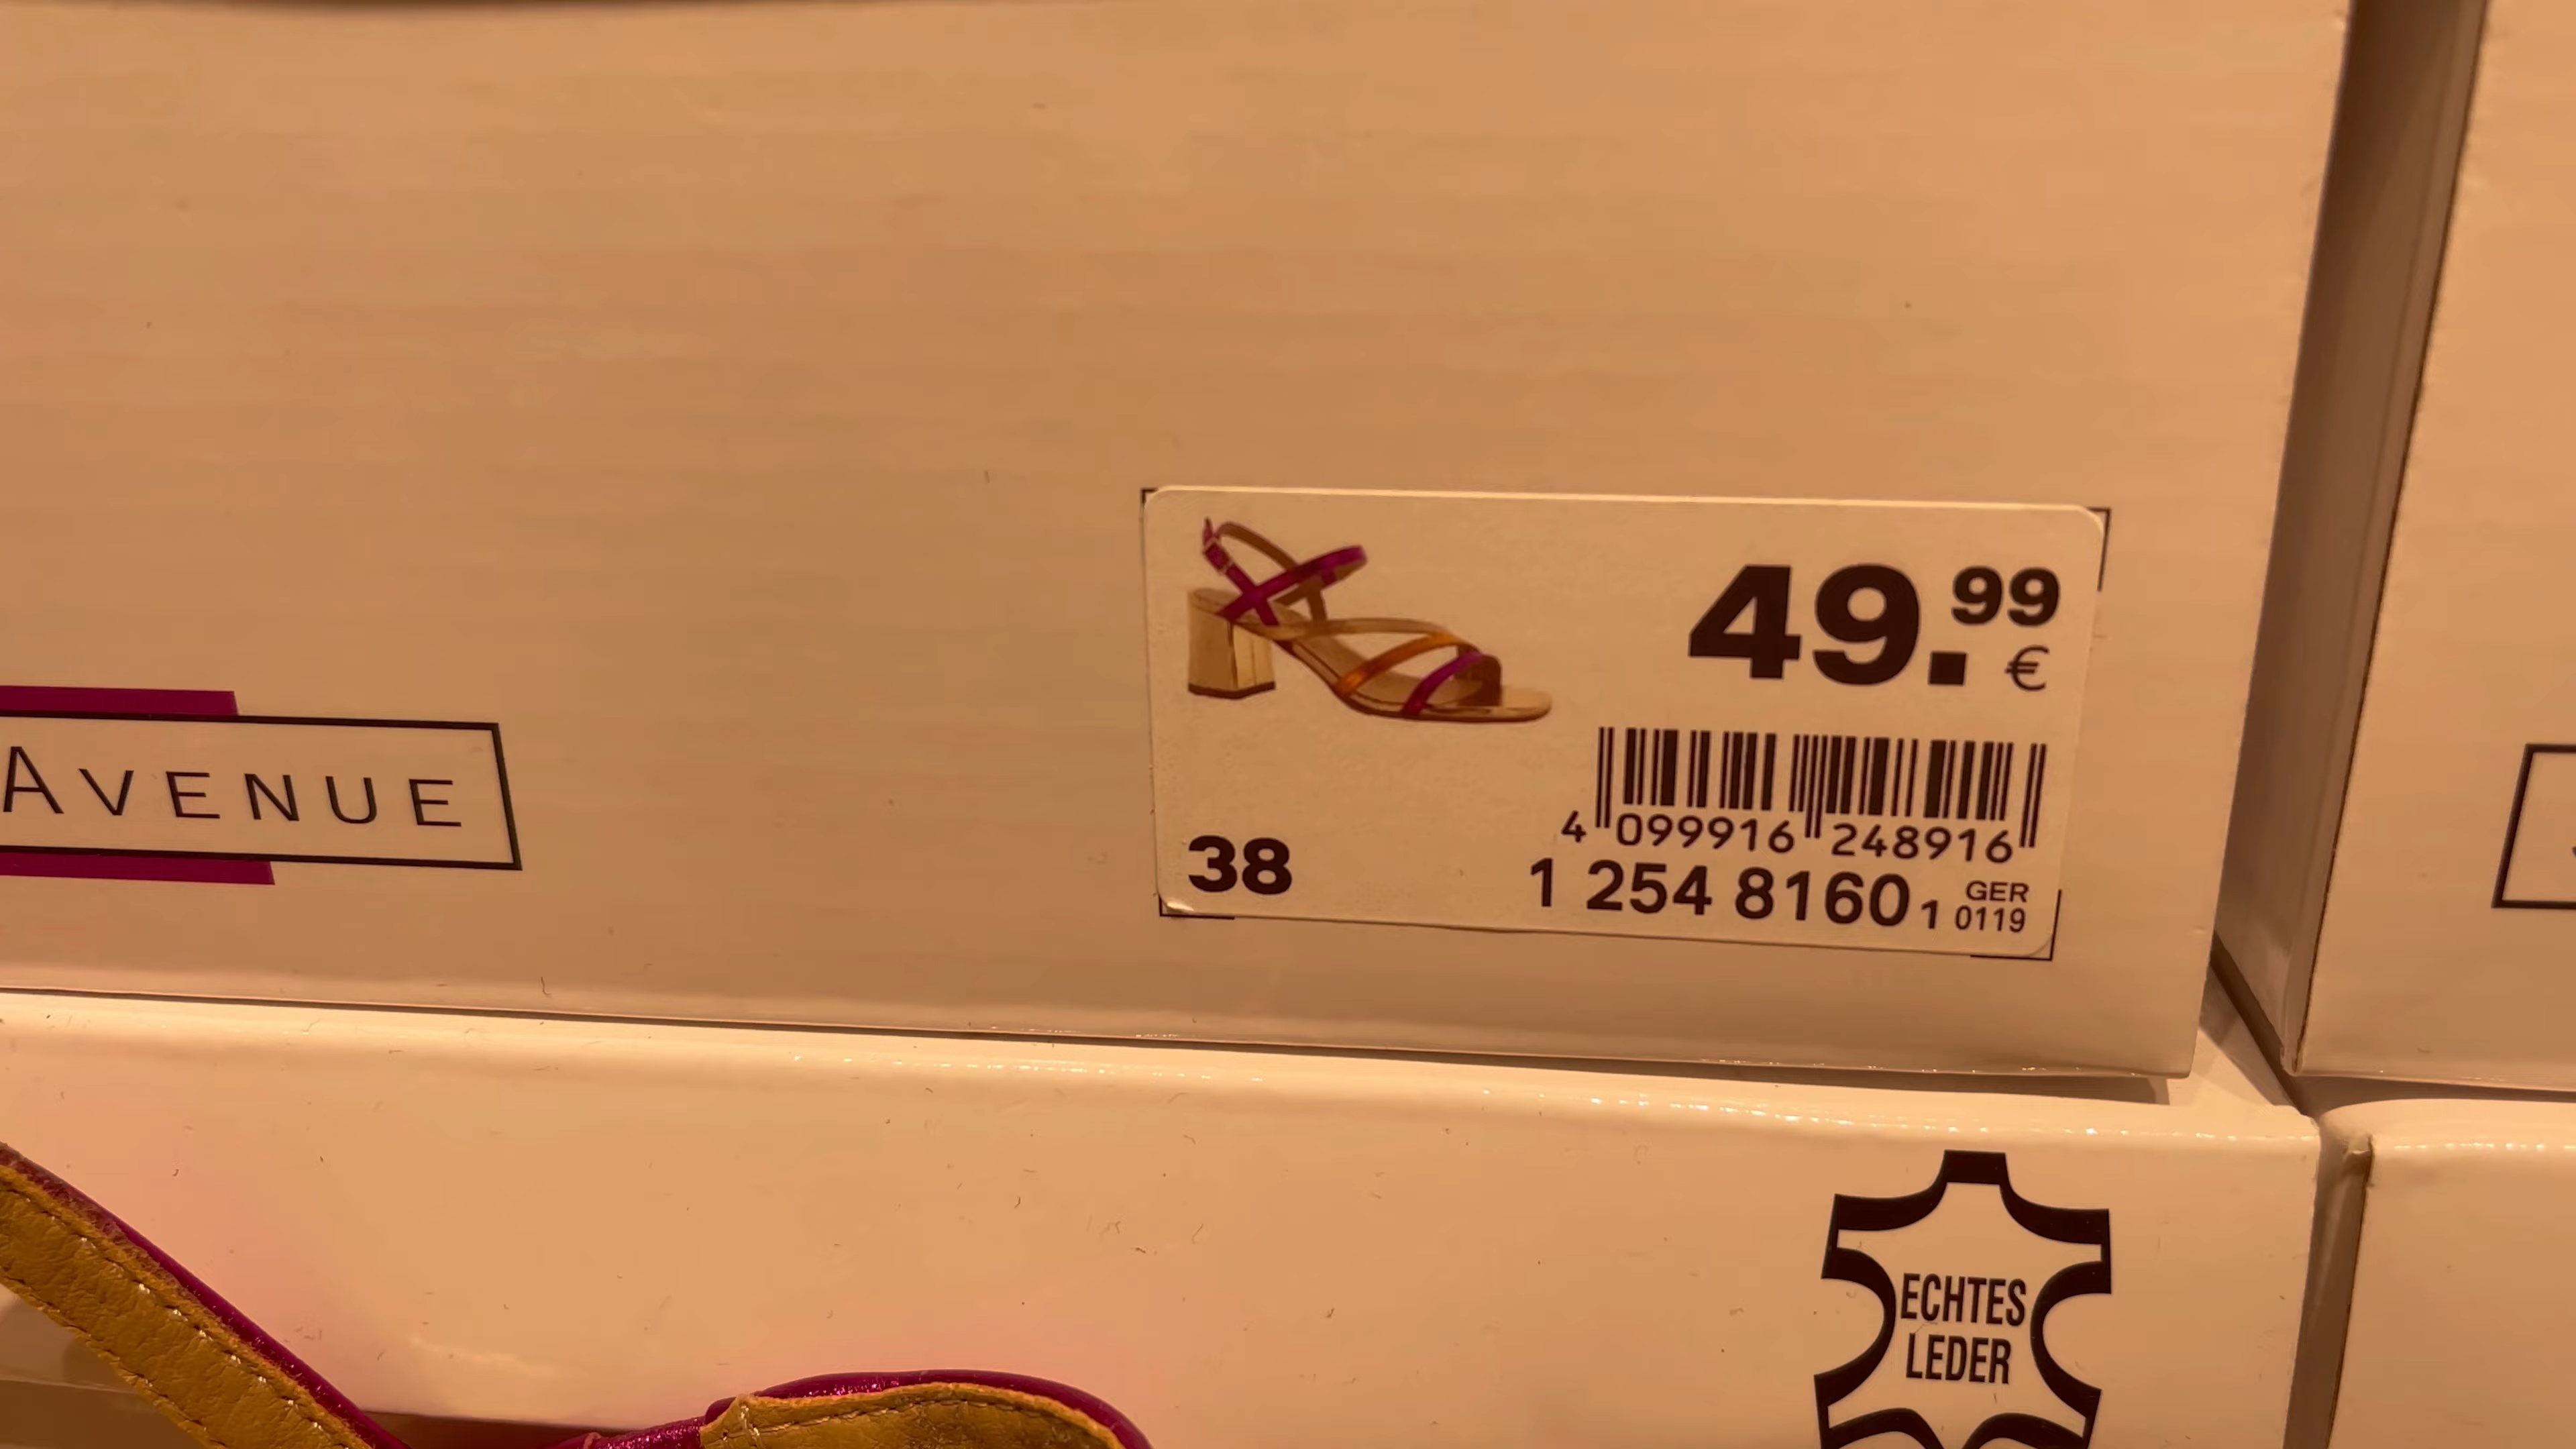 AVENUE
49.99
€
4 099916 248916
38
1 254 8160 1 GER 0119
ECHTES
LEDER